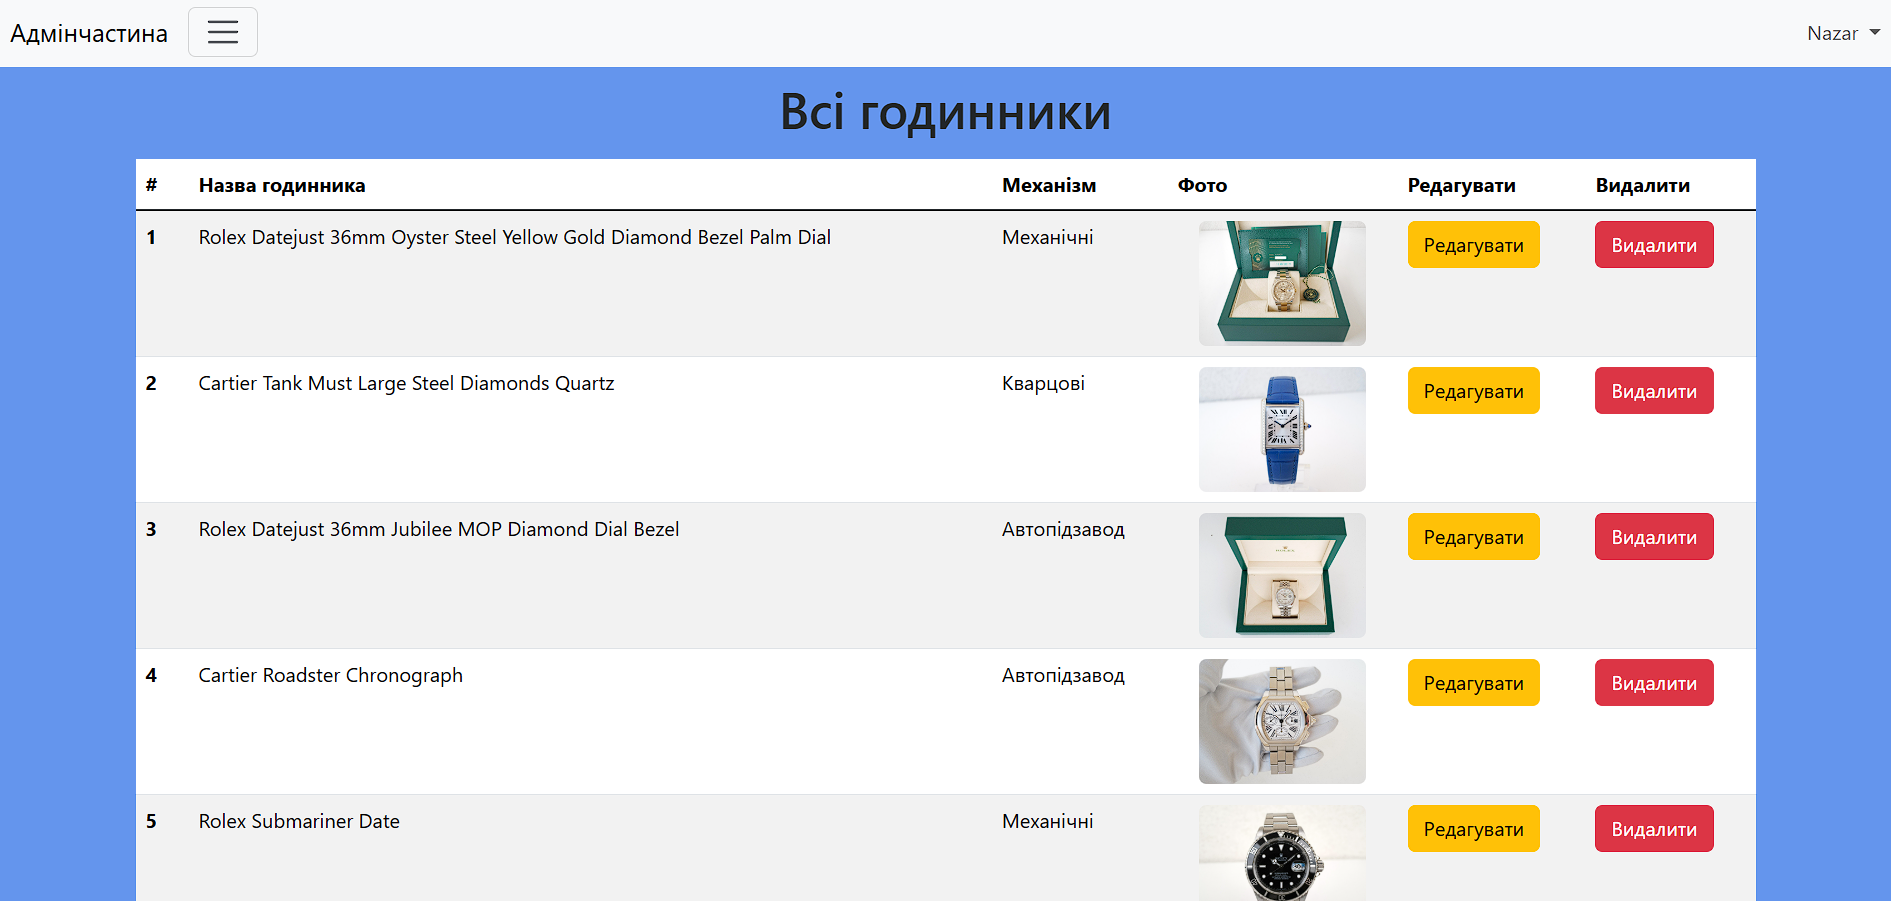 Адмінчастина
Nazar
Всі годинники
# Назва годинника Механізм Фото Редагувати Видалити
1 Rolex Datejust 36mm Oyster Steel Yellow Gold Diamond Bezel Palm Dial Механічні Редагувати Видалити
2 Cartier Tank Must Large Steel Diamonds Quartz Кварцові Редагувати Видалити
3 Rolex Datejust 36mm Jubilee MOP Diamond Dial Bezel Автопідзавод Редагувати Видалити
4 Cartier Roadster Chronograph Автопідзавод Редагувати Видалити
5 Rolex Submariner Date Механічні Редагувати Видалити